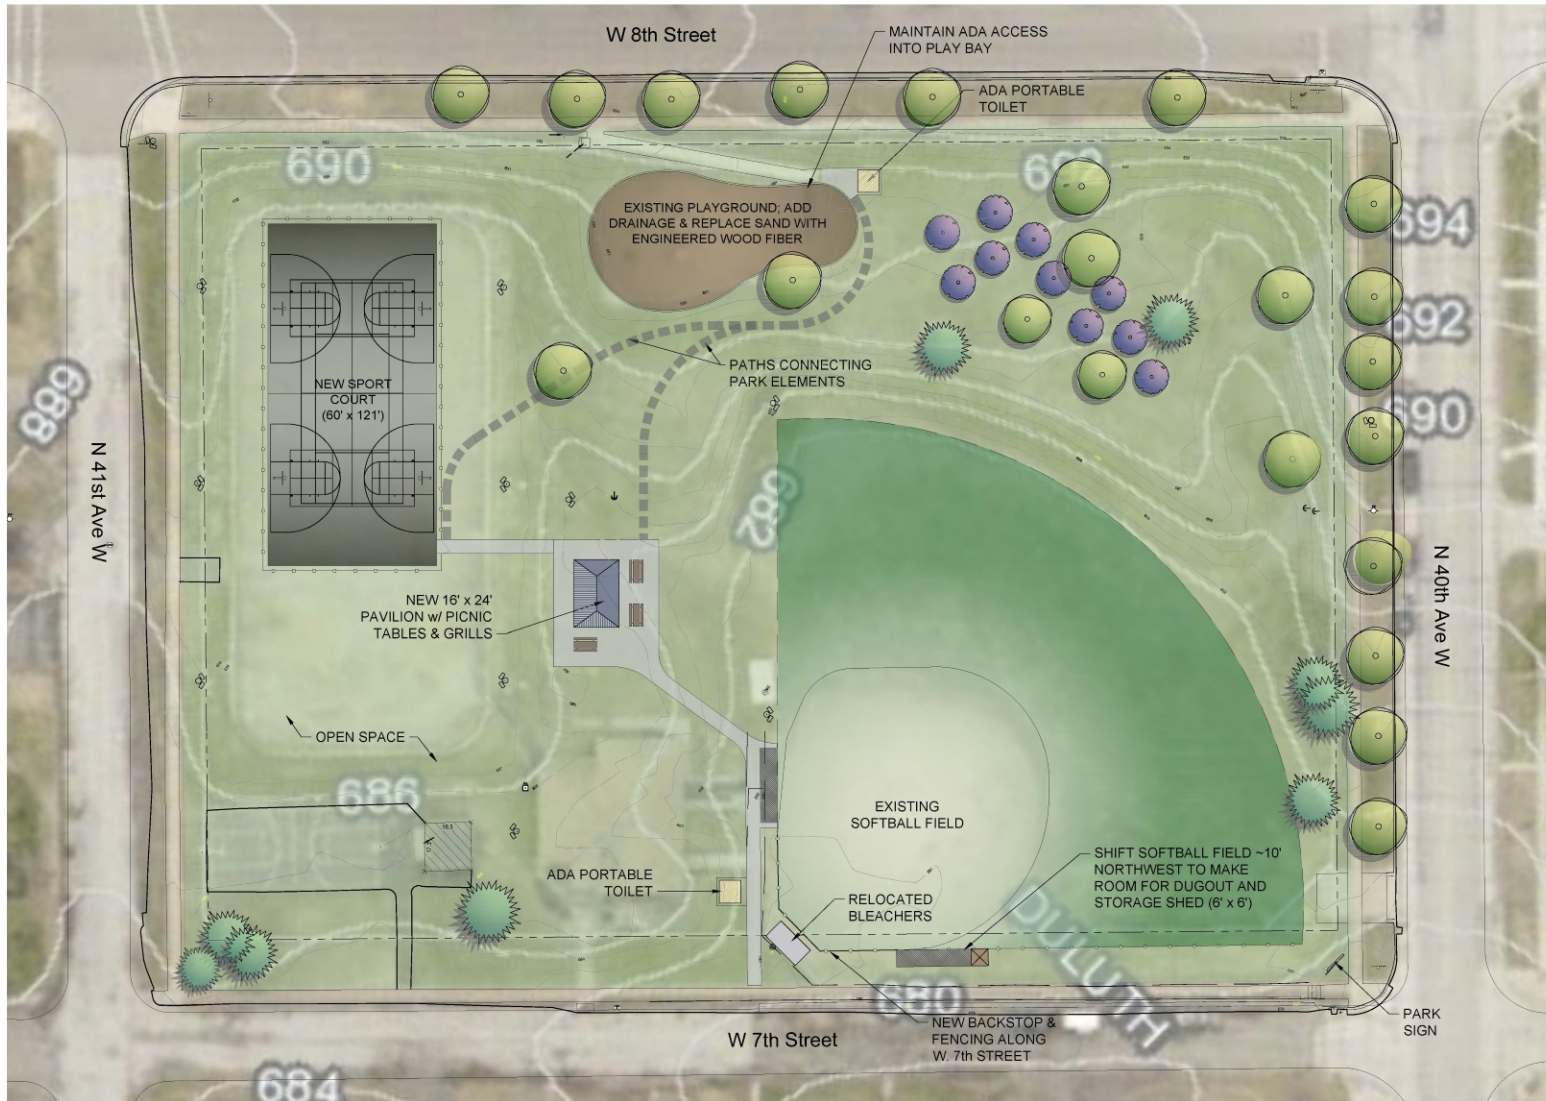 W 8th Street
MAINTAIN ADA ACCESS
INTO PLAY BAY
ADA PORTABLE
TOILET
690
692
694
EXISTING PLAYGROUND; ADD
DRAINAGE & REPLACE SAND WITH
ENGINEERED WOOD FIBER
692
NEW SPORT
COURT
(60' x 121')
PATHS CONNECTING
PARK ELEMENTS
688
690
N 41st Ave W
682
N 40th Ave W
NEW 16' x 24'
PAVILION w/ PICNIC
TABLES & GRILLS
OPEN SPACE
686
EXISTING
SOFTBALL FIELD
ADA PORTABLE
TOILET
RELOCATED
BLEACHERS
SHIFT SOFTBALL FIELD ~10'
NORTHWEST TO MAKE
ROOM FOR DUGOUT AND
STORAGE SHED (6' x 6')
DULUTH
680
W 7th Street
NEW BACKSTOP &
FENCING ALONG
W. 7th STREET
PARK
SIGN
684